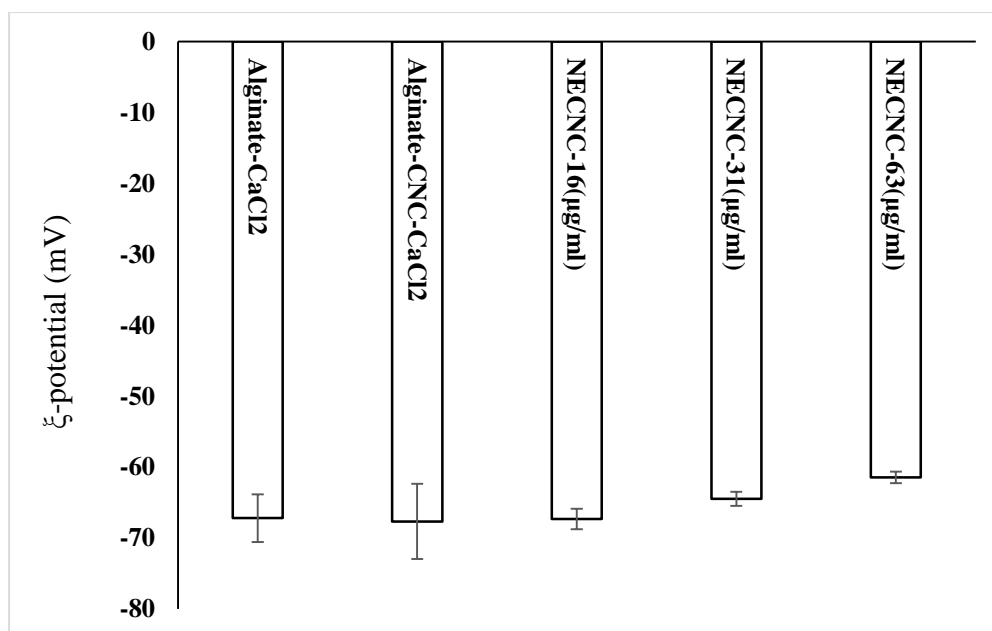 0
-10
-20
-30
-40
-50
-60
-70
-80
ξ-potential (mV)
Alginate-CaCl2
Alginate-CNC-CaCl2
NECNC-16(µg/ml)
NECNC-31(µg/ml)
NECNC-63(µg/ml)